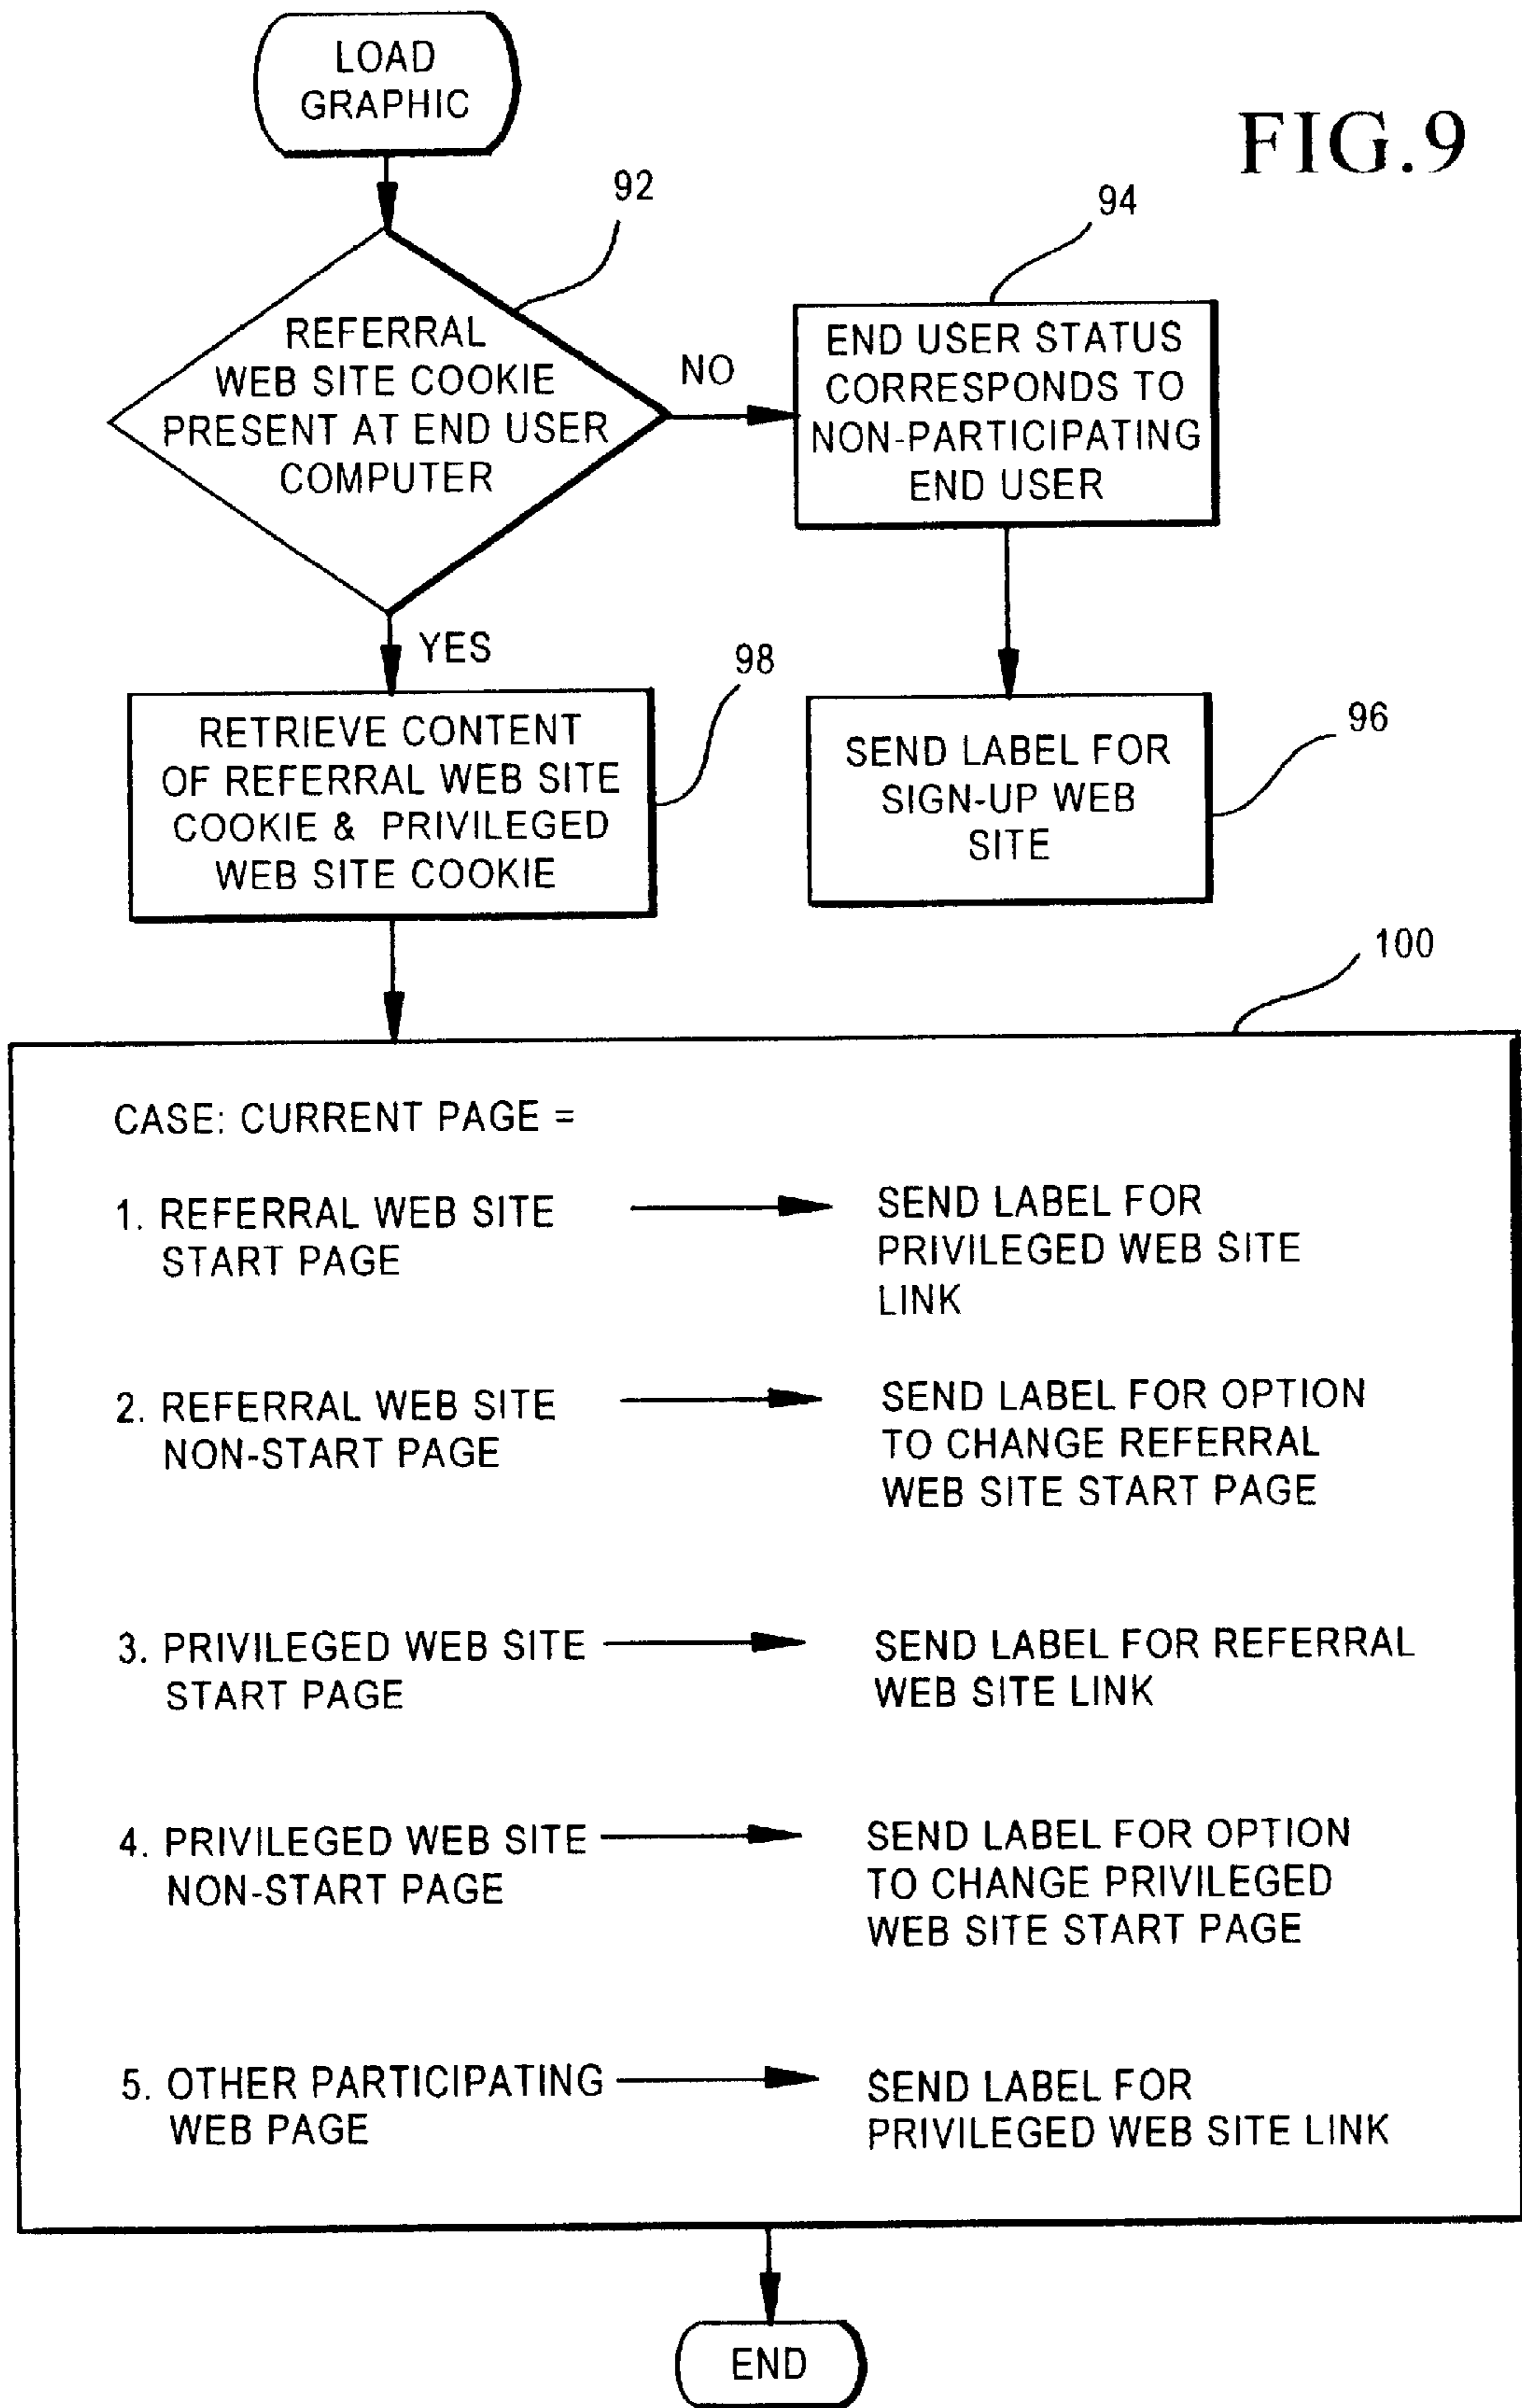 LOAD
GRAPHIC
FIG.9
92
94
REFERRAL
WEB SITE COOKIE
PRESENT AT END USER
COMPUTER
NO
END USER STATUS
CORRESPONDS TO
NON-PARTICIPATING
END USER
YES
98
RETRIEVE CONTENT
OF REFERRAL WEB SITE
COOKIE & PRIVILEGED
WEB SITE COOKIE
96
SEND LABEL FOR
SIGN-UP WEB
SITE
100
CASE: CURRENT PAGE =
1. REFERRAL WEB SITE
START PAGE
SEND LABEL FOR
PRIVILEGED WEB SITE
LINK
2. REFERRAL WEB SITE
NON-START PAGE
SEND LABEL FOR OPTION
TO CHANGE REFERRAL
WEB SITE START PAGE
3. PRIVILEGED WEB SITE
START PAGE
SEND LABEL FOR REFERRAL
WEB SITE LINK
4. PRIVILEGED WEB SITE
NON-START PAGE
SEND LABEL FOR OPTION
TO CHANGE PRIVILEGED
WEB SITE START PAGE
5. OTHER PARTICIPATING
WEB PAGE
SEND LABEL FOR
PRIVILEGED WEB SITE LINK
END